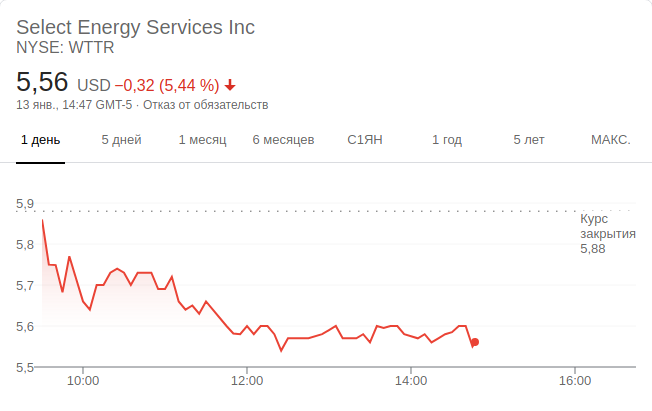 Select Energy Services Inc
NYSE: WTTR
5,56 USD −0,32 (5,44 %)
13 янв., 14:47 GMT-5 · Отказ от обязательств
1 день 5 дней 1 месяц 6 месяцев С1ЯН 1 год 5 лет МАКС.
5,9
Курс
закрытия
5,88
5,8
5,7
5,6
5,5
10:00 12:00 14:00 16:00